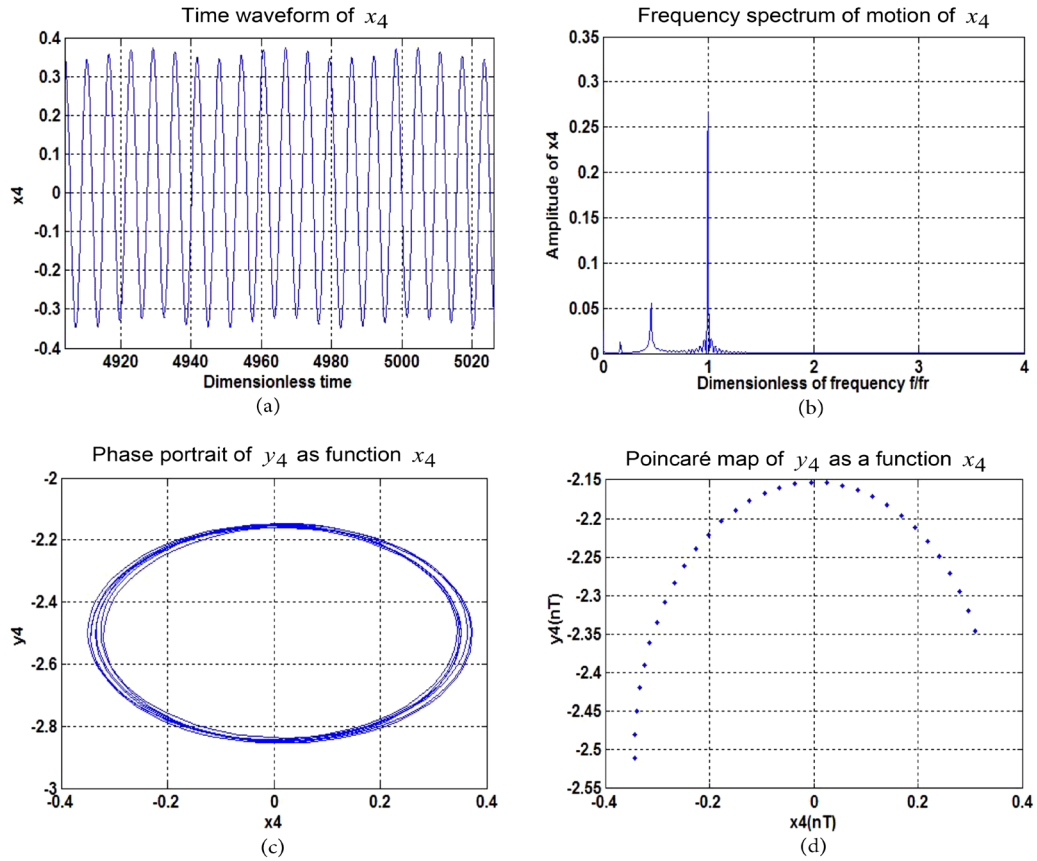 Time waveform of x4
0.4
0.3
0.2
0.1
0
-0.1
-0.2
-0.3
-0.4
x4
4920 4940 4960 4980 5000 5020
Dimensionless time
(a)
Frequency spectrum of motion of x4
0.35
0.3
0.25
0.2
0.15
0.1
0.05
0
Amplitude of x4
0 1 2 3 4
Dimensionless of frequency f/fr
(b)
Phase portrait of y4 as function x4
-2
-2.2
-2.4
-2.6
-2.8
-3
y4
-0.4 -0.2 0 0.2 0.4
x4
(c)
Poincaré map of y4 as a function x4
-2.15
-2.2
-2.25
-2.3
-2.35
-2.4
-2.45
-2.5
-2.55
y4(nT)
-0.4 -0.2 0 0.2 0.4
x4(nT)
(d)